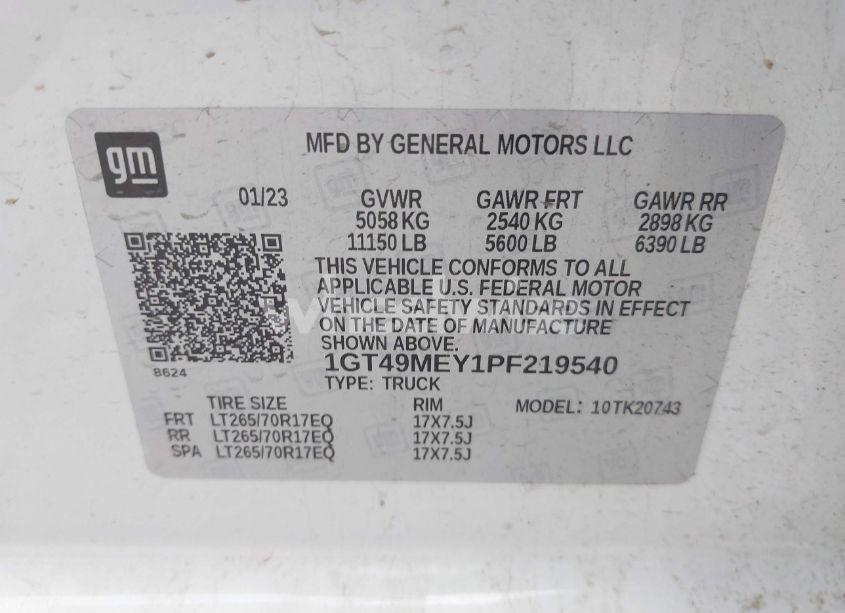 gm
MFD BY GENERAL MOTORS LLC
01/23 GVWR GAWR FRT GAWR RR
5058 KG 2540 KG 2898 KG
11150 LB 5600 LB 6390 LB
THIS VEHICLE CONFORMS TO ALL
APPLICABLE U.S. FEDERAL MOTOR
VEHICLE SAFETY STANDARDS IN EFFECT
ON THE DATE OF MANUFACTURE
SHOWN ABOVE.
8624
1GT49MEY1PF219540
TYPE: TRUCK
TIRE SIZE RIM MODEL: 10TK20743
FRT LT265/70R17EQ 17X7.5J
RR LT265/70R17EQ 17X7.5J
SPA LT265/70R17EQ 17X7.5J